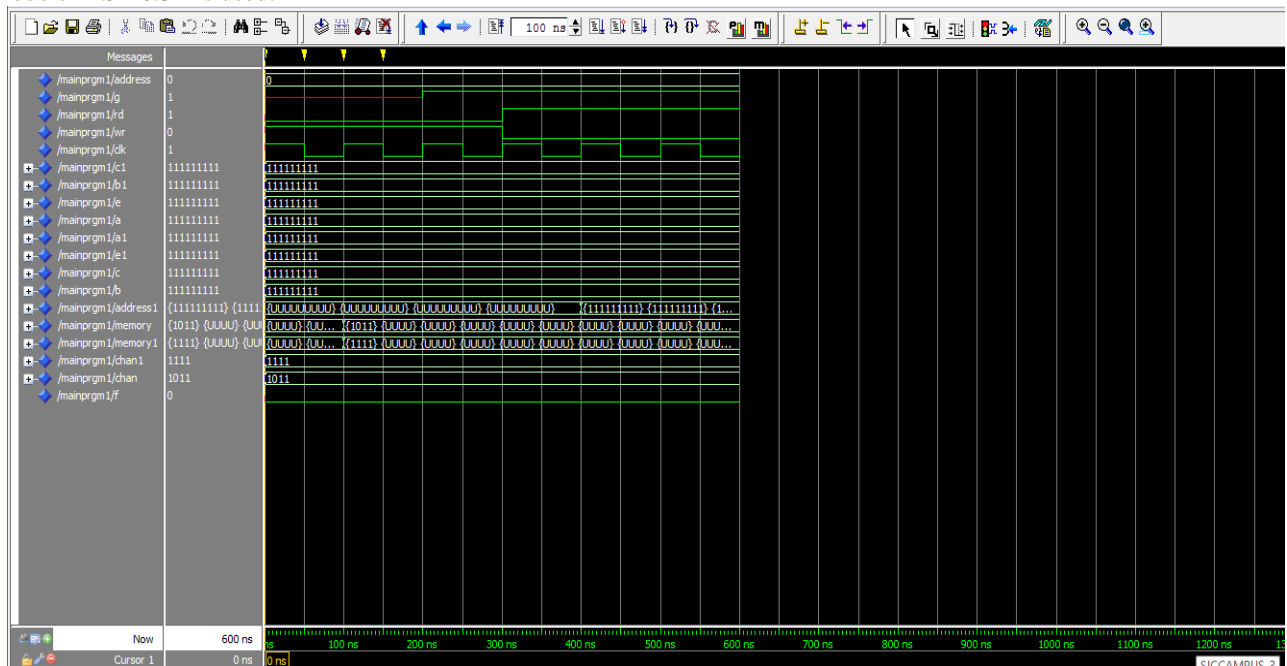 100 ns
Messages
/mainprgm1/address 0 0
/mainprgm1/g 1
/mainprgm1/rd 1
/mainprgm1/wr 0
/mainprgm1/clk 1
/mainprgm1/c1 111111111 111111111
/mainprgm1/b1 111111111 111111111
/mainprgm1/e 111111111 111111111
/mainprgm1/a 111111111 111111111
/mainprgm1/a1 111111111 111111111
/mainprgm1/e1 111111111 111111111
/mainprgm1/c 111111111 111111111
/mainprgm1/b 111111111 111111111
/mainprgm1/address1 {111111111} {1111 {UUUUUUUUU} {UUUUUUUUU} {UUUUUUUUU} {UUUUUUUUU} {111111111} {111111111} {1...
/mainprgm1/memory {1011} {UUUU} {UU {UUUU} {UU... {1011} {UUUU} {UUUU} {UUUU} {UUUU} {UUUU} {UUUU} {UUUU} {UUUU} {UUU...
/mainprgm1/memory1 {1111} {UUUU} {UU {UUUU} {UU... {1111} {UUUU} {UUUU} {UUUU} {UUUU} {UUUU} {UUUU} {UUUU} {UUUU} {UUU...
/mainprgm1/chan1 1111 1111
/mainprgm1/chan 1011 1011
/mainprgm1/f 0
Now 600 ns ns 100 ns 200 ns 300 ns 400 ns 500 ns 600 ns 700 ns 800 ns 900 ns 1000 ns 1100 ns 1200 ns 13
Cursor 1 0 ns 0 ns